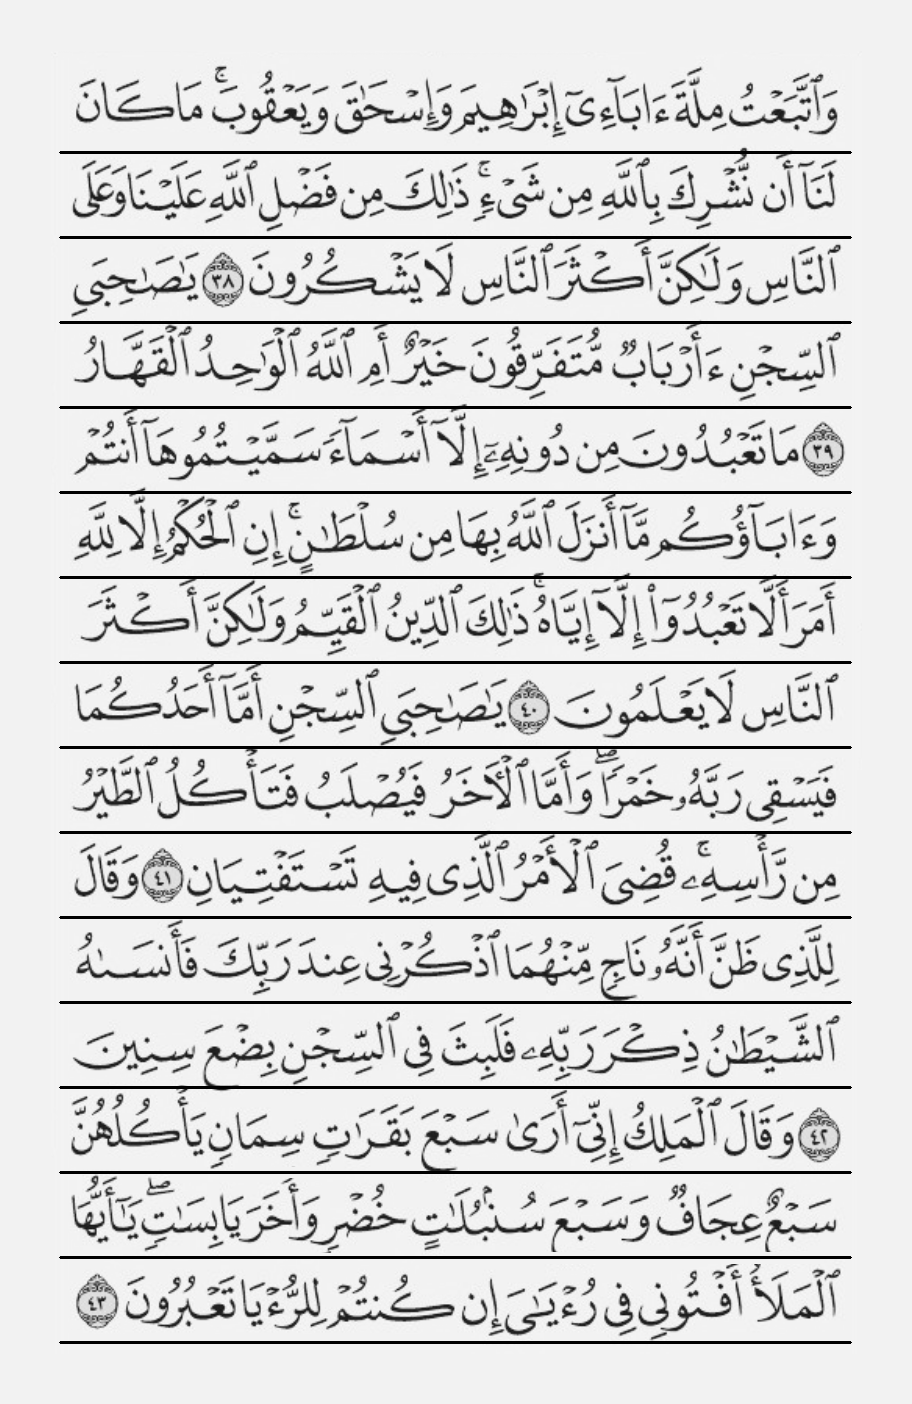 وَٱتَّبَعْتُ مِلَّةَ ءَابَآءِىٓ إِبْرَٰهِيمَ وَإِسْحَٰقَ وَيَعْقُوبَ ۚ مَا كَانَ
لَنَآ أَن نُّشْرِكَ بِٱللَّهِ مِن شَىْءٍ ۚ ذَٰلِكَ مِن فَضْلِ ٱللَّهِ عَلَيْنَا وَعَلَى
ٱلنَّاسِ وَلَٰكِنَّ أَكْثَرَ ٱلنَّاسِ لَا يَشْكُرُونَ ٣٨ يَٰصَٰحِبَىِ
ٱلسِّجْنِ ءَأَرْبَابٌ مُّتَفَرِّقُونَ خَيْرٌ أَمِ ٱللَّهُ ٱلْوَٰحِدُ ٱلْقَهَّارُ
٣٩ مَا تَعْبُدُونَ مِن دُونِهِۦٓ إِلَّآ أَسْمَآءً سَمَّيْتُمُوهَآ أَنتُمْ
وَءَابَآؤُكُم مَّآ أَنزَلَ ٱللَّهُ بِهَا مِن سُلْطَٰنٍ ۚ إِنِ ٱلْحُكْمُ إِلَّا لِلَّهِ
أَمَرَ أَلَّا تَعْبُدُوٓا۟ إِلَّآ إِيَّاهُ ۚ ذَٰلِكَ ٱلدِّينُ ٱلْقَيِّمُ وَلَٰكِنَّ أَكْثَرَ
ٱلنَّاسِ لَا يَعْلَمُونَ ٤٠ يَٰصَٰحِبَىِ ٱلسِّجْنِ أَمَّآ أَحَدُكُمَا
فَيَسْقِى رَبَّهُۥ خَمْرًا ۖ وَأَمَّا ٱلْءَاخَرُ فَيُصْلَبُ فَتَأْكُلُ ٱلطَّيْرُ
مِن رَّأْسِهِۦ ۚ قُضِىَ ٱلْأَمْرُ ٱلَّذِى فِيهِ تَسْتَفْتِيَانِ ٤١ وَقَالَ
لِلَّذِى ظَنَّ أَنَّهُۥ نَاجٍ مِّنْهُمَا ٱذْكُرْنِى عِندَ رَبِّكَ فَأَنسَىٰهُ
ٱلشَّيْطَٰنُ ذِكْرَ رَبِّهِۦ فَلَبِثَ فِى ٱلسِّجْنِ بِضْعَ سِنِينَ
٤٢ وَقَالَ ٱلْمَلِكُ إِنِّىٓ أَرَىٰ سَبْعَ بَقَرَٰتٍ سِمَانٍ يَأْكُلُهُنَّ
سَبْعٌ عِجَافٌ وَسَبْعَ سُنۢبُلَٰتٍ خُضْرٍ وَأُخَرَ يَابِسَٰتٍ ۖ يَٰٓأَيُّهَا
ٱلْمَلَأُ أَفْتُونِى فِى رُءْيَٰىَ إِن كُنتُمْ لِلرُّءْيَا تَعْبُرُونَ ٤٣